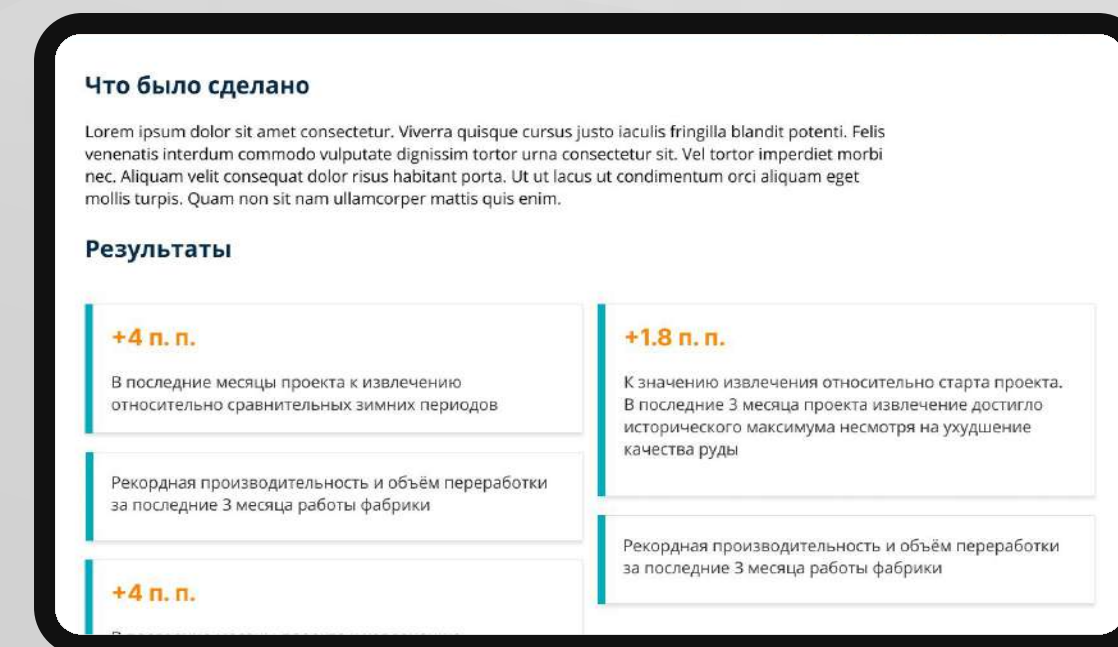 Что было сделано
Lorem ipsum dolor sit amet consectetur. Viverra quisque cursus justo iaculis fringilla blandit potenti. Felis
venenatis interdum commodo vulputate dignissim tortor urna consectetur sit. Vel tortor imperdiet morbi
nec. Aliquam velit consequat dolor risus habitant porta. Ut ut lacus ut condimentum orci aliquam eget
mollis turpis. Quam non sit nam ullamcorper mattis quis enim.
Результаты
+4 п. п.
В последние месяцы проекта к извлечению
относительно сравнительных зимних периодов
Рекордная производительность и объём переработки
за последние 3 месяца работы фабрики
+4 п. п.
+1.8 п. п.
К значению извлечения относительно старта проекта.
В последние 3 месяца проекта извлечение достигло
исторического максимума несмотря на ухудшение
качества руды
Рекордная производительность и объём переработки
за последние 3 месяца работы фабрики